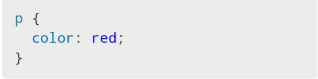 p {
  color: red;
}